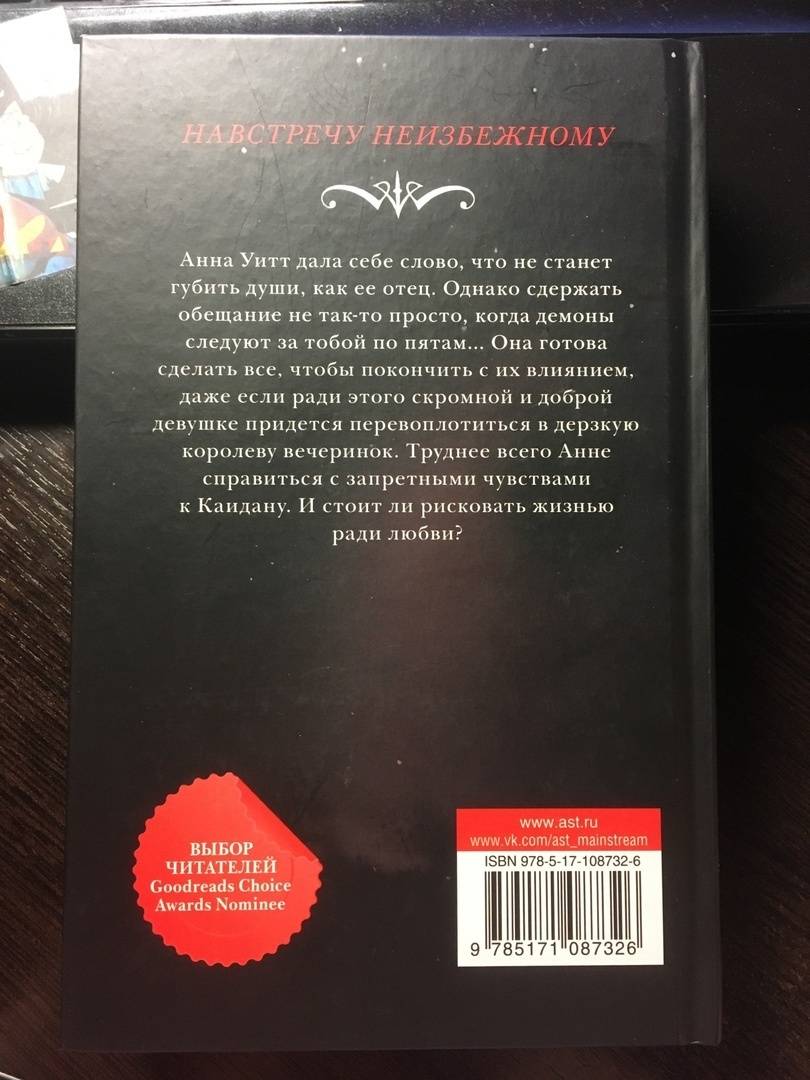 НАВСТРЕЧУ НЕИЗБЕЖНОМУ
Анна Уитт дала себе слово, что не станет
губить души, как ее отец. Однако сдержать
обещание не так-то просто, когда демоны
следуют за тобой по пятам... Она готова
сделать все, чтобы покончить с их влиянием,
даже если ради этого скромной и доброй
девушке придется перевоплотиться в дерзкую
королеву вечеринок. Труднее всего Анне
справиться с запретными чувствами
к Каидану. И стоит ли рисковать жизнью
ради любви?
ВЫБОР
ЧИТАТЕЛЕЙ
Goodreads Choice
Awards Nominee
www.ast.ru
www.vk.com/ast_mainstream
ISBN 978-5-17-108732-6
9 785171 087326